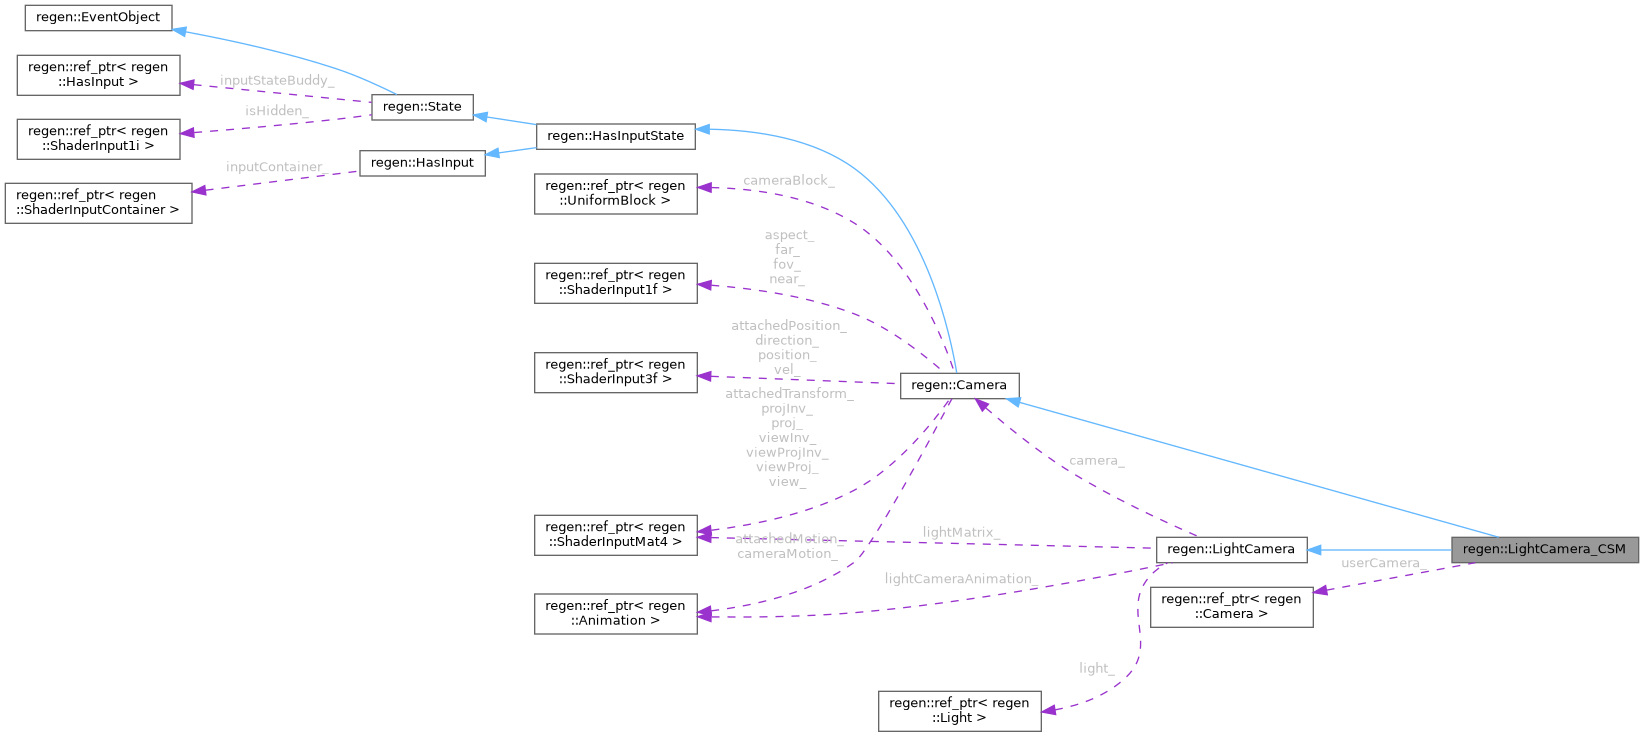 regen::EventObject
regen::ref_ptr< regen
::HasInput >
inputStateBuddy_
regen::State
isHidden_
regen::ref_ptr< regen
::ShaderInput1i >
regen::HasInputState
regen::HasInput
inputContainer_
regen::ref_ptr< regen
::ShaderInputContainer >
cameraBlock_
regen::ref_ptr< regen
::UniformBlock >
aspect_
far_
fov_
near_
regen::ref_ptr< regen
::ShaderInput1f >
attachedPosition_
direction_
position_
vel_
regen::ref_ptr< regen
::ShaderInput3f >
regen::Camera
attachedTransform_
projInv_
proj_
viewInv_
viewProjInv_
viewProj_
view_
camera_
regen::ref_ptr< regen
::ShaderInputMat4 >
attachedMotion_
cameraMotion_
lightMatrix_
regen::LightCamera
regen::LightCamera_CSM
userCamera_
lightCameraAnimation_
regen::ref_ptr< regen
::Animation >
regen::ref_ptr< regen
::Camera >
light_
regen::ref_ptr< regen
::Light >